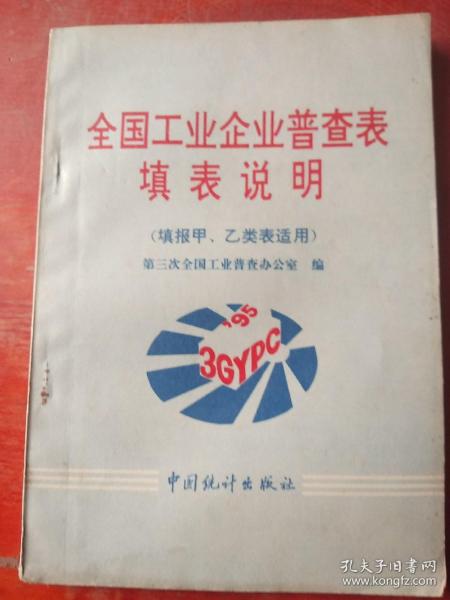 全国工业企业普查表
填表说明
（填报甲、乙类表适用）
第三次全国工业普查办公室 编
'95
3GYPC
中国统计出版社
孔夫子旧书网
www.kongfz.com